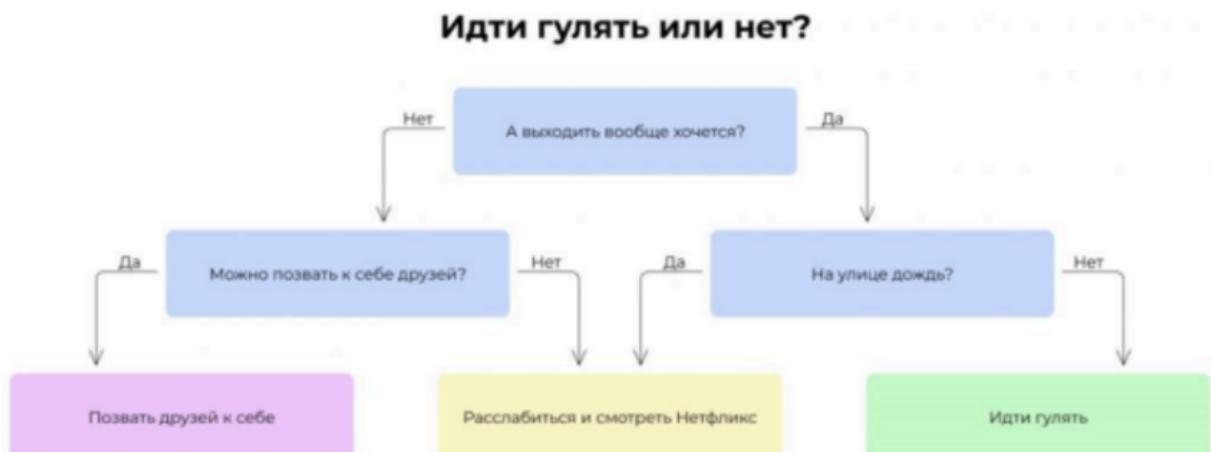 Идти гулять или нет?
Нет
А выходить вообще хочется?
Да
Да
Можно позвать к себе друзей?
Нет
Да
На улице дождь?
Нет
Позвать друзей к себе
Расслабиться и смотреть Нетфликс
Идти гулять